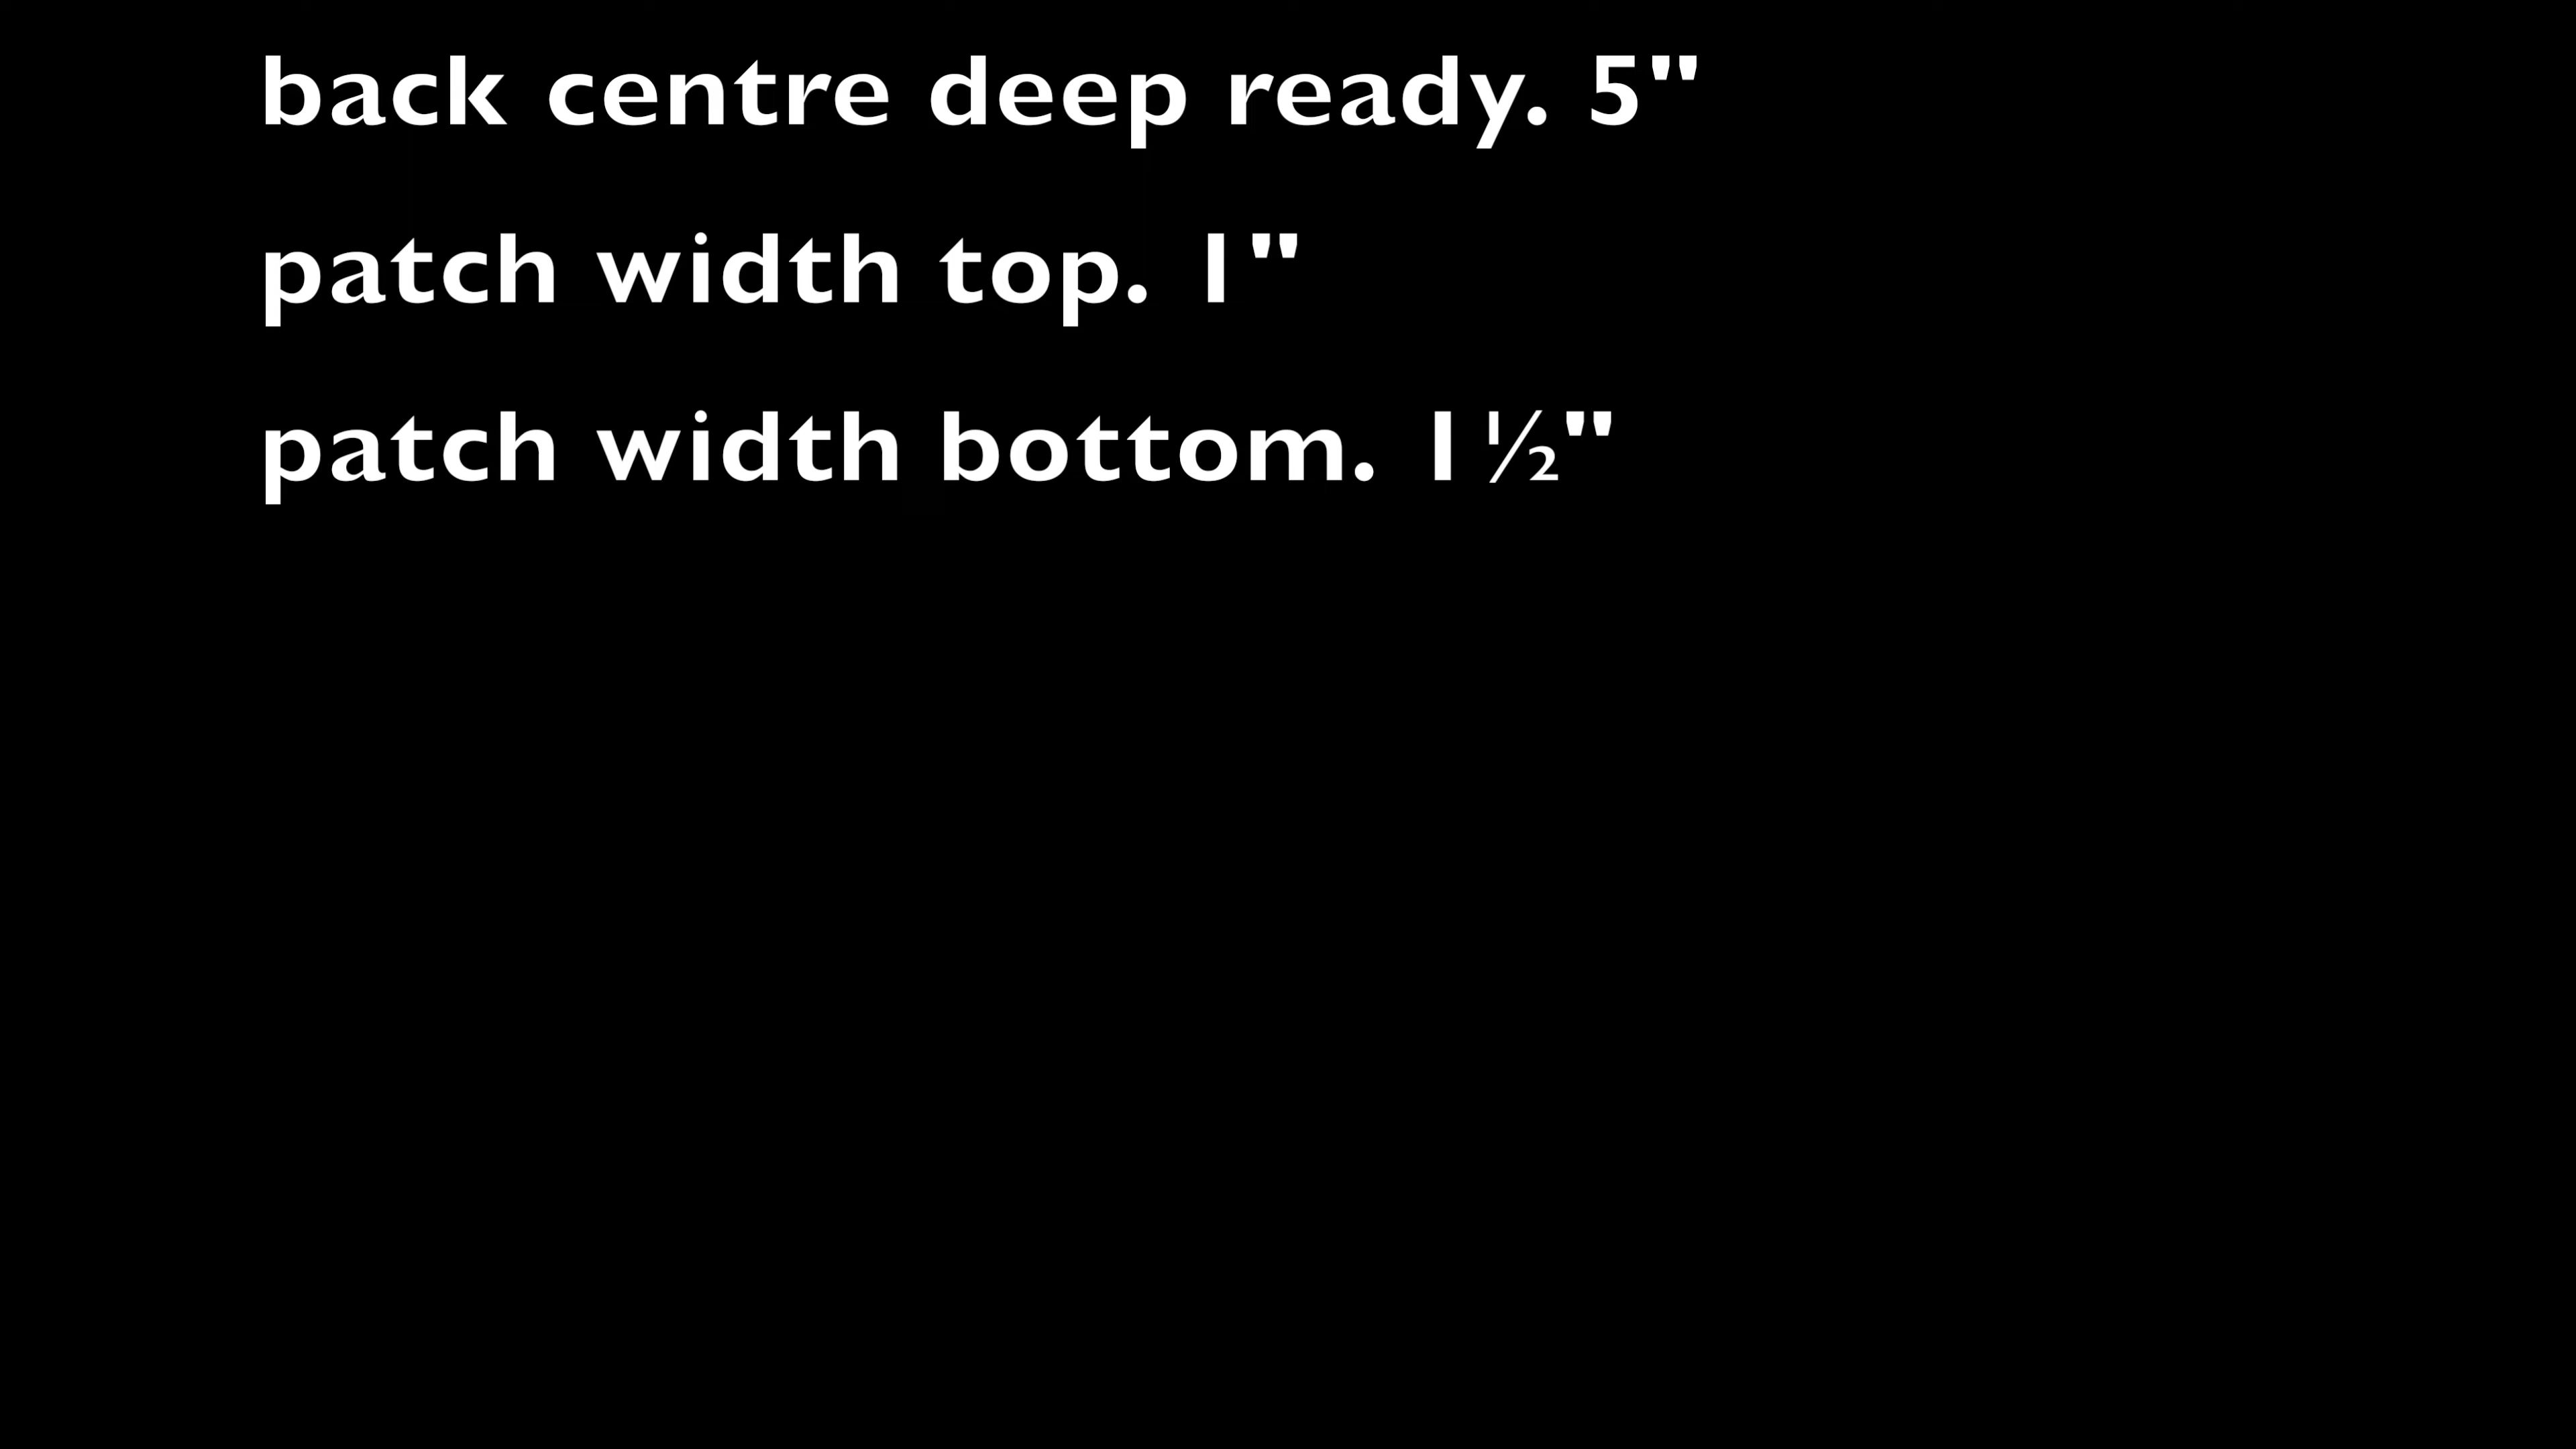 back centre deep ready. 5"
patch width top. 1"
patch width bottom. 1½"